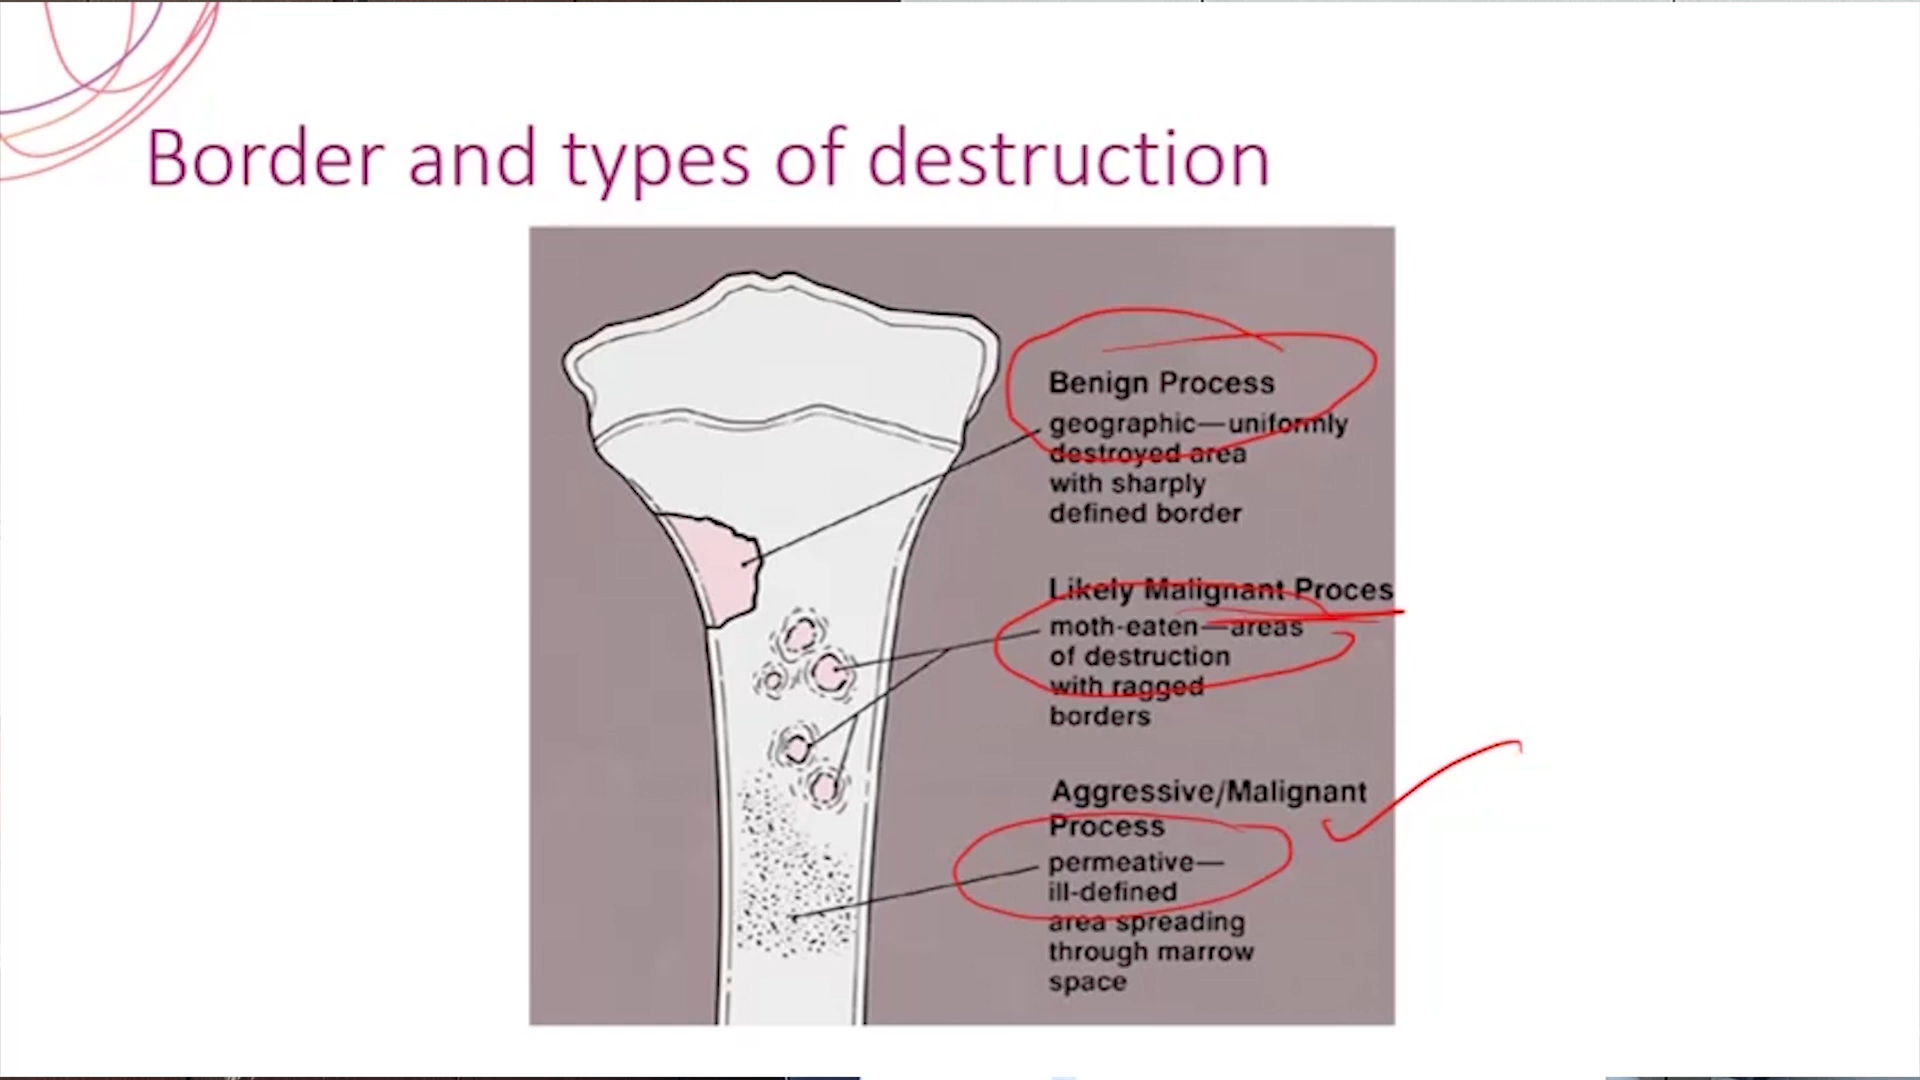 Border and types of destruction
Benign Process
geographic—uniformly
destroyed area
with sharply
defined border
Likely Malignant Proces
moth-eaten—areas
of destruction
with ragged
borders
Aggressive/Malignant
Process
permeative—
ill-defined
area spreading
through marrow
space